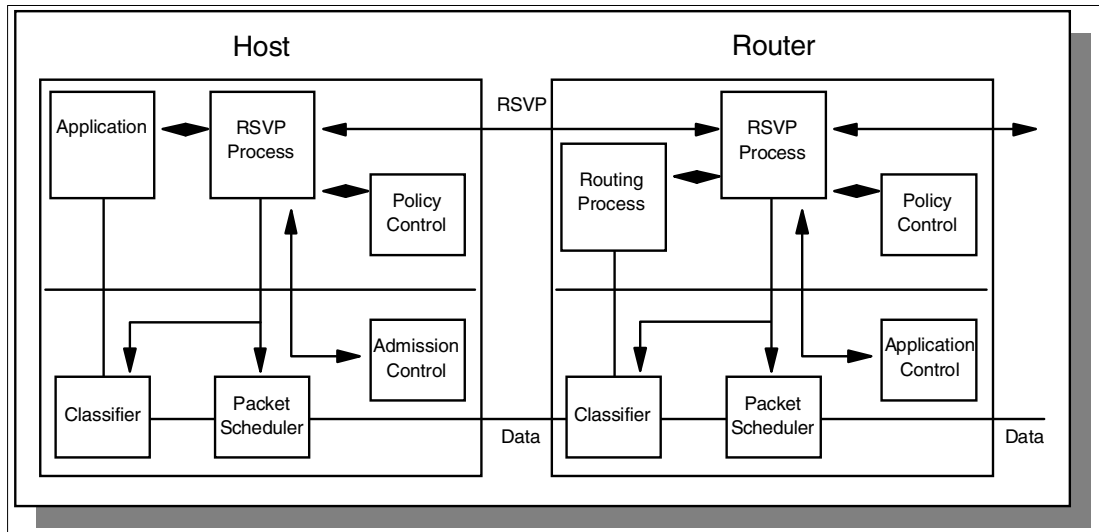 Host
Router
Application
RSVP
Process
Policy
Control
Admission
Control
Classifier
Packet
Scheduler
RSVP
Data
Routing
Process
RSVP
Process
Policy
Control
Application
Control
Classifier
Packet
Scheduler
Data